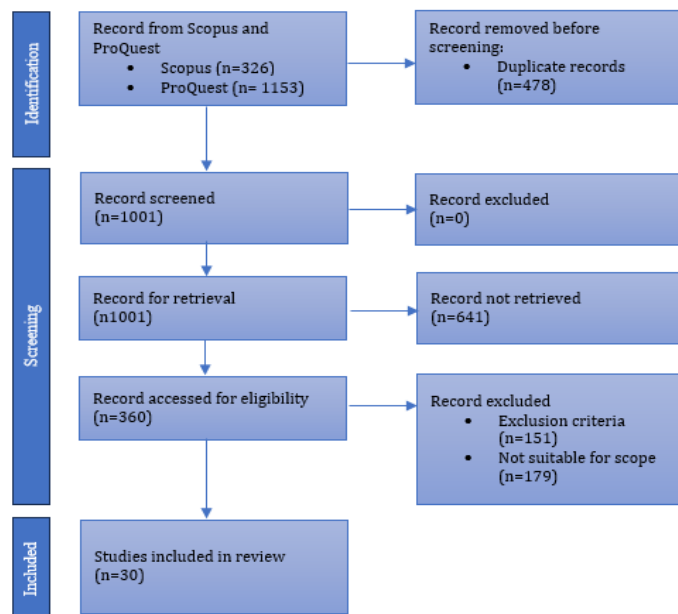 Identification
Record from Scopus and
ProQuest
• Scopus (n=326)
• ProQuest (n= 1153)
Record removed before
screening:
• Duplicate records
(n=478)
Screening
Record screened
(n=1001)
Record excluded
(n=0)
Record for retrieval
(n1001)
Record not retrieved
(n=641)
Record accessed for eligibility
(n=360)
Record excluded
• Exclusion criteria
(n=151)
• Not suitable for scope
(n=179)
Included
Studies included in review
(n=30)